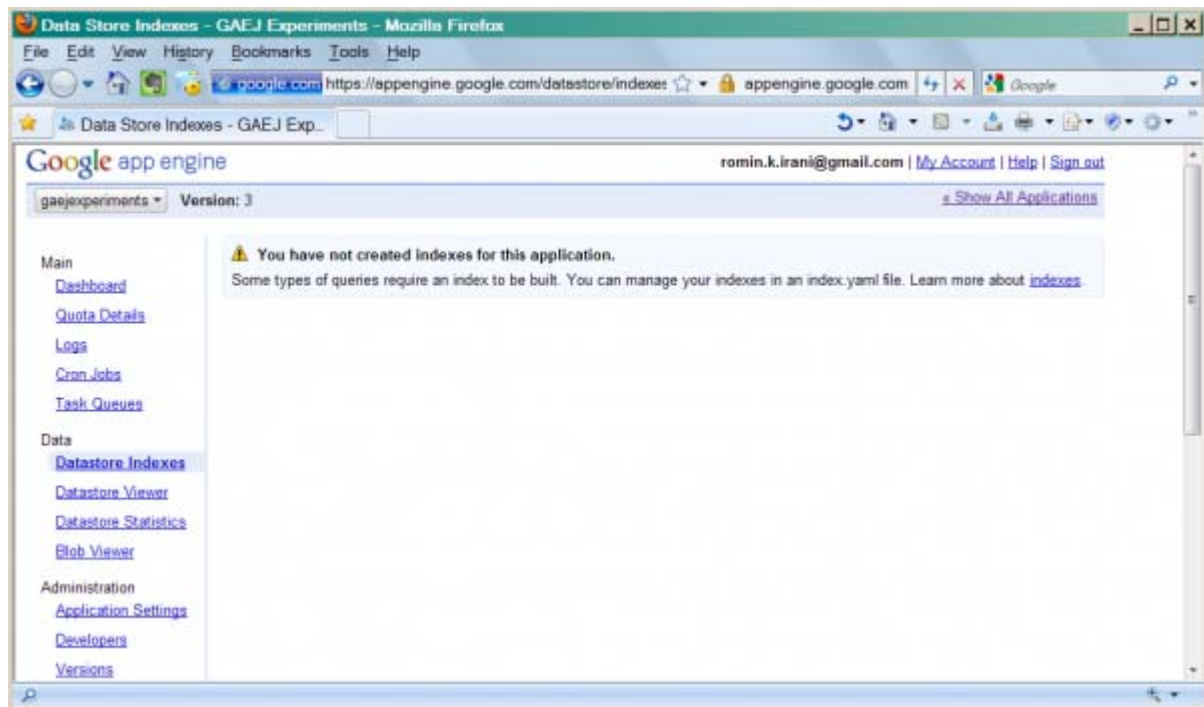 Data Store Indexes - GAEJ Experiments - Mozilla Firefox
File Edit View History Bookmarks Tools Help
google.com https://appengine.google.com/datastore/indexes appengine.google.com Google
Data Store Indexes - GAEJ Exp...
Google app engine
romin.k.irani@gmail.com | My Account | Help | Sign out
gaejexperiments Version: 3
« Show All Applications
Main
Dashboard
Quota Details
Logs
Cron Jobs
Task Queues
Data
Datastore Indexes
Datastore Viewer
Datastore Statistics
Blob Viewer
Administration
Application Settings
Developers
Versions
You have not created indexes for this application.
Some types of queries require an index to be built. You can manage your indexes in an index.yaml file. Learn more about indexes.